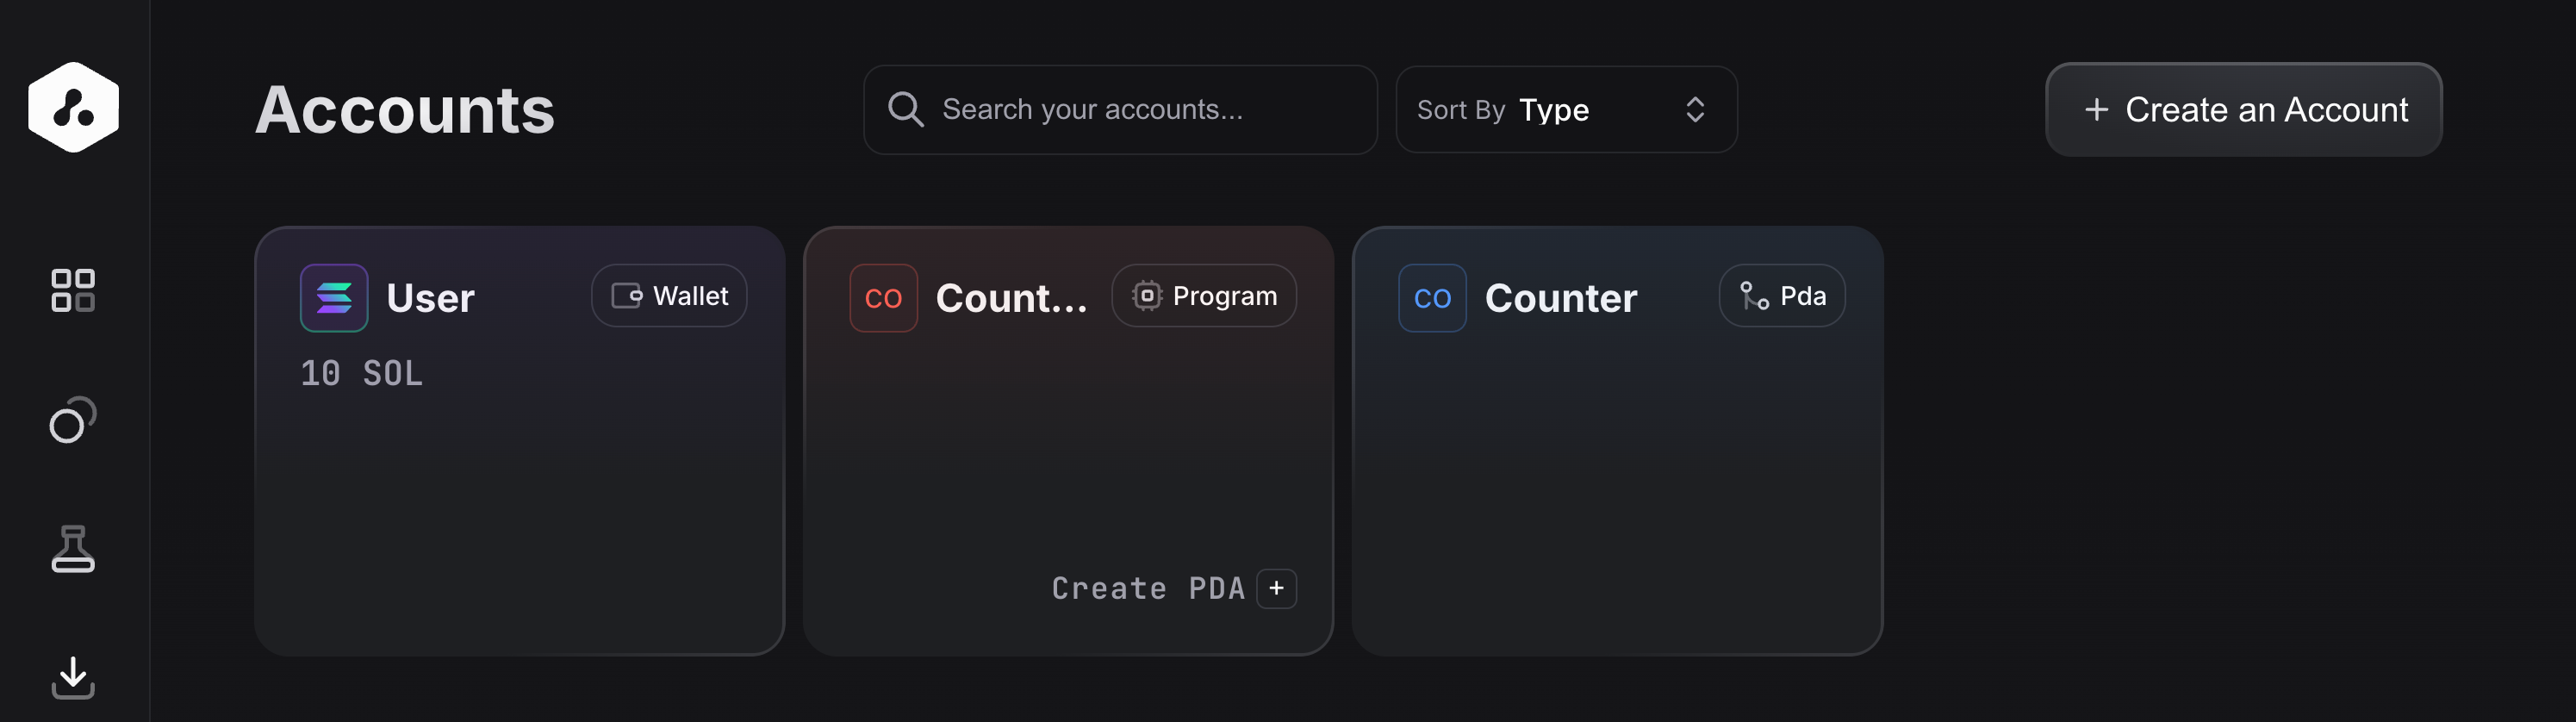 Accounts
Search your accounts...
Sort By Type
+ Create an Account
User
Wallet
10 SOL
CO
Count...
Program
Create PDA +
CO
Counter
Pda